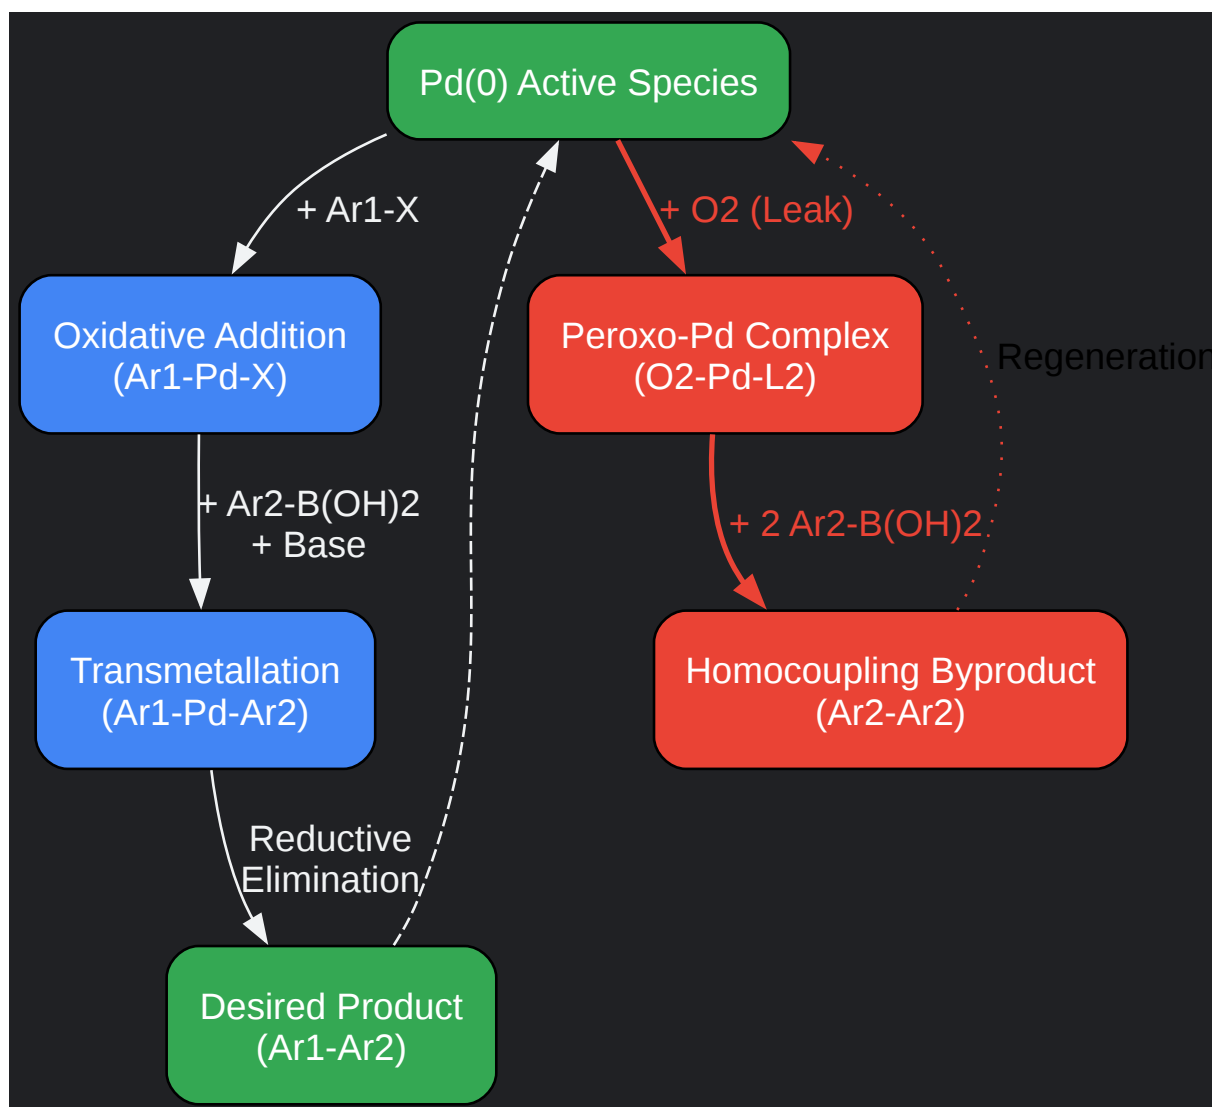 Pd(0) Active Species
+ Ar1-X
+ O2 (Leak)
Oxidative Addition
(Ar1-Pd-X)
Peroxo-Pd Complex
(O2-Pd-L2)
Regeneration
+ Ar2-B(OH)2
+ Base
+ 2 Ar2-B(OH)2
Transmetallation
(Ar1-Pd-Ar2)
Homocoupling Byproduct
(Ar2-Ar2)
Reductive
Elimination
Desired Product
(Ar1-Ar2)